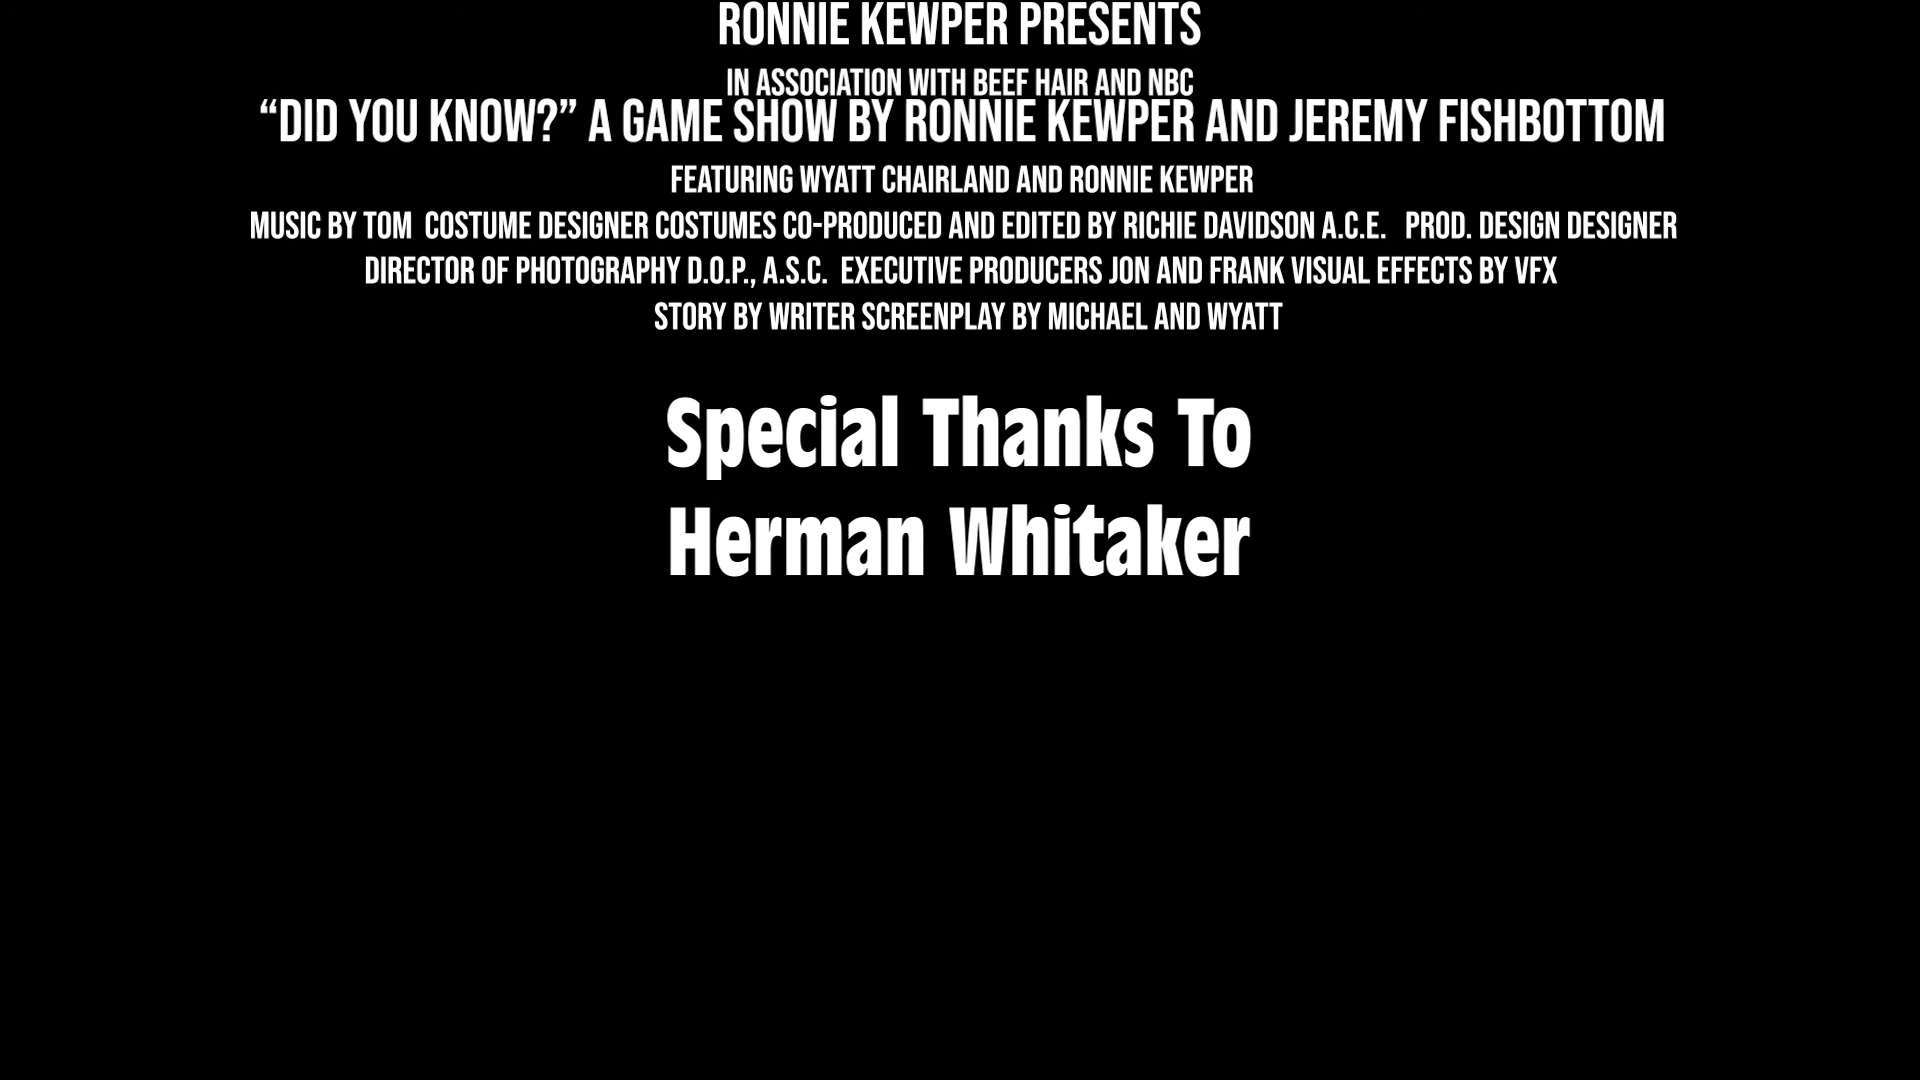 RONNIE KEWPER PRESENTS
IN ASSOCIATION WITH BEEF HAIR AND NBC
“DID YOU KNOW?” A GAME SHOW BY RONNIE KEWPER AND JEREMY FISHBOTTOM
FEATURING WYATT CHAIRLAND AND RONNIE KEWPER
MUSIC BY TOM COSTUME DESIGNER COSTUMES CO-PRODUCED AND EDITED BY RICHIE DAVIDSON A.C.E. PROD. DESIGN DESIGNER
DIRECTOR OF PHOTOGRAPHY D.O.P., A.S.C. EXECUTIVE PRODUCERS JON AND FRANK VISUAL EFFECTS BY VFX
STORY BY WRITER SCREENPLAY BY MICHAEL AND WYATT
Special Thanks To
Herman Whitaker